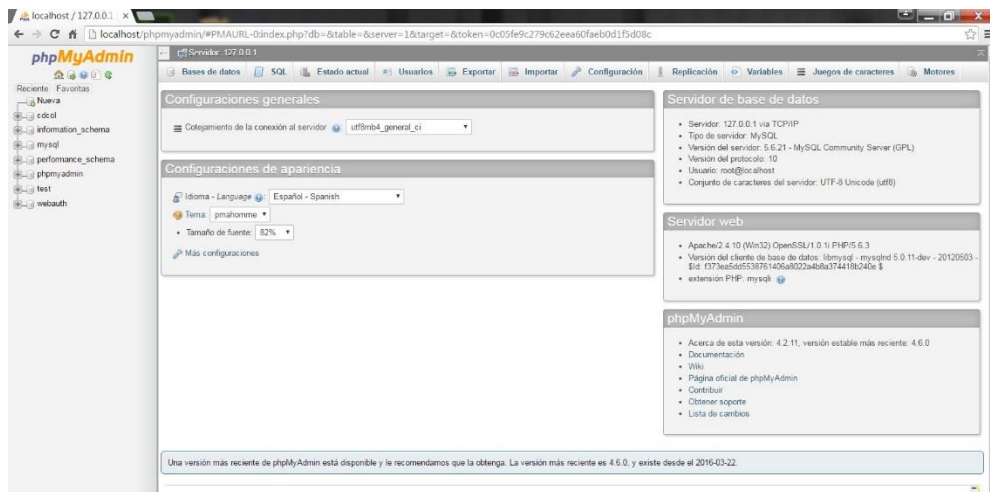 localhost / 127.0.0.1
localhost/phpmyadmin/#PMAURL-0:index.php?db=&table=&server=1&target=&token=0c05fe9c279c62eea60faeb0d1f5d08c
phpMyAdmin
Reciente Favoritas
Nueva
cdcol
information_schema
mysql
performance_schema
phpmyadmin
test
webauth
Servidor: 127.0.0.1
Bases de datos SQL Estado actual Usuarios Exportar Importar Configuración Replicación Variables Juegos de caracteres Motores
Configuraciones generales
Cotejamiento de la conexión al servidor : utf8mb4_general_ci
Configuraciones de apariencia
Idioma - Language : Español - Spanish
Tema: pmahomme
Tamaño de fuente: 82%
Más configuraciones
Servidor de base de datos
Servidor: 127.0.0.1 via TCP/IP
Tipo de servidor: MySQL
Versión del servidor: 5.6.21 - MySQL Community Server (GPL)
Versión del protocolo: 10
Usuario: root@localhost
Conjunto de caracteres del servidor: UTF-8 Unicode (utf8)
Servidor web
Apache/2.4.10 (Win32) OpenSSL/1.0.1i PHP/5.6.3
Versión del cliente de base de datos: libmysql - mysqlnd 5.0.11-dev - 20120503 -
$Id: f373ea5dd5538761406a8022a4b8a374418b240e $
extensión PHP: mysqli
phpMyAdmin
Acerca de esta versión: 4.2.11, versión estable más reciente: 4.6.0
Documentación
Wiki
Página oficial de phpMyAdmin
Contribuir
Obtener soporte
Lista de cambios
Una versión más reciente de phpMyAdmin está disponible y le recomendamos que la obtenga. La versión más reciente es 4.6.0, y existe desde el 2016-03-22.